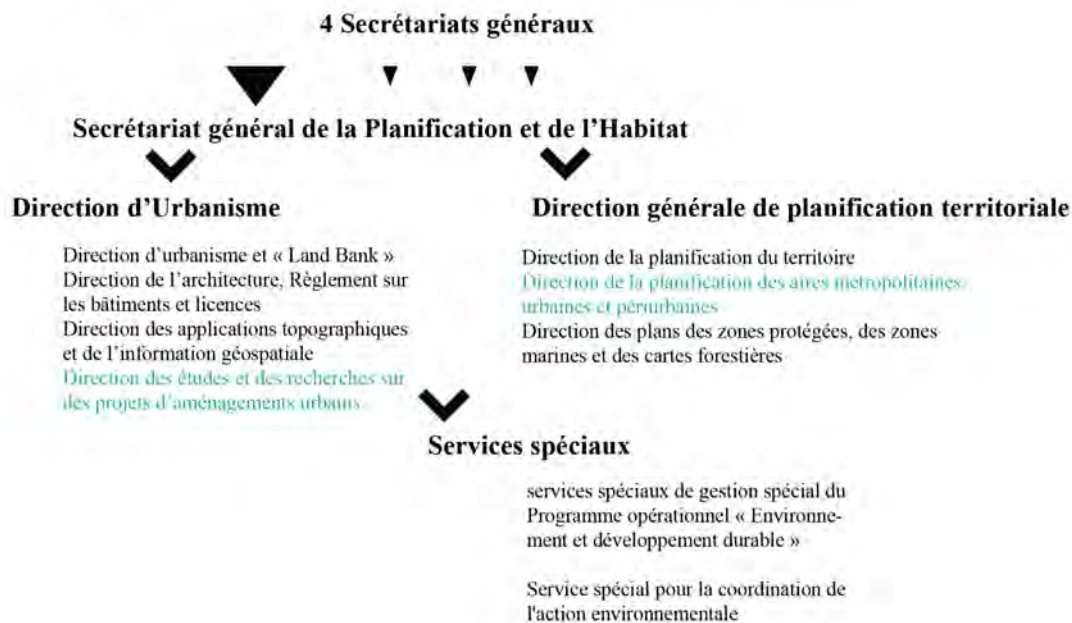 4 Secrétariats généraux
Secrétariat général de la Planification et de l'Habitat
Direction d'Urbanisme
Direction d'urbanisme et « Land Bank »
Direction de l'architecture, Règlement sur
les bâtiments et licences
Direction des applications topographiques
et de l'information géospatiale
Direction des études et des recherches sur
des projets d'aménagements urbains
Direction générale de planification territoriale
Direction de la planification du territoire
Direction de la planification des aires métropolitaines,
urbaines et périurbaines
Direction des plans des zones protégées, des zones
marines et des cartes forestières
Services spéciaux
services spéciaux de gestion spécial du
Programme opérationnel « Environne-
ment et développement durable »
Service spécial pour la coordination de
l'action environnementale